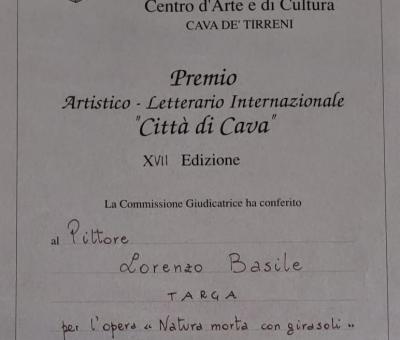 Centro d'Arte e di Cultura
CAVA DE' TIRRENI
Premio
Artistico - Letterario Internazionale
"Città di Cava"
XVII Edizione
La Commissione Giudicatrice ha conferito
al Pittore
Lorenzo Basile
TARGA
per l'opera « Natura morta con girasoli »